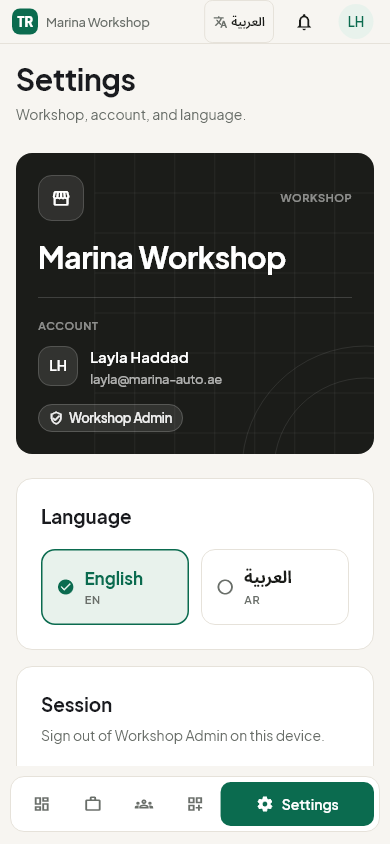 TR Marina Workshop العربية LH
Settings
Workshop, account, and language.
WORKSHOP
Marina Workshop
ACCOUNT
LH Layla Haddad
layla@marina-auto.ae
Workshop Admin
Language
English
EN
العربية
AR
Session
Sign out of Workshop Admin on this device.
Settings